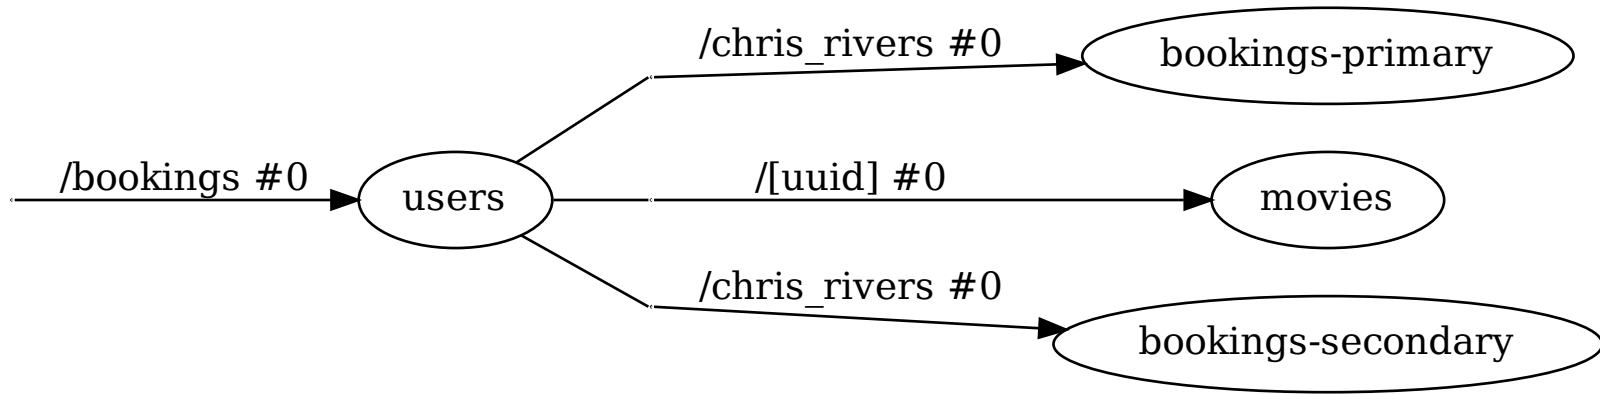 /chris_rivers #0
bookings-primary
/bookings #0
users
/[uuid] #0
movies
/chris_rivers #0
bookings-secondary